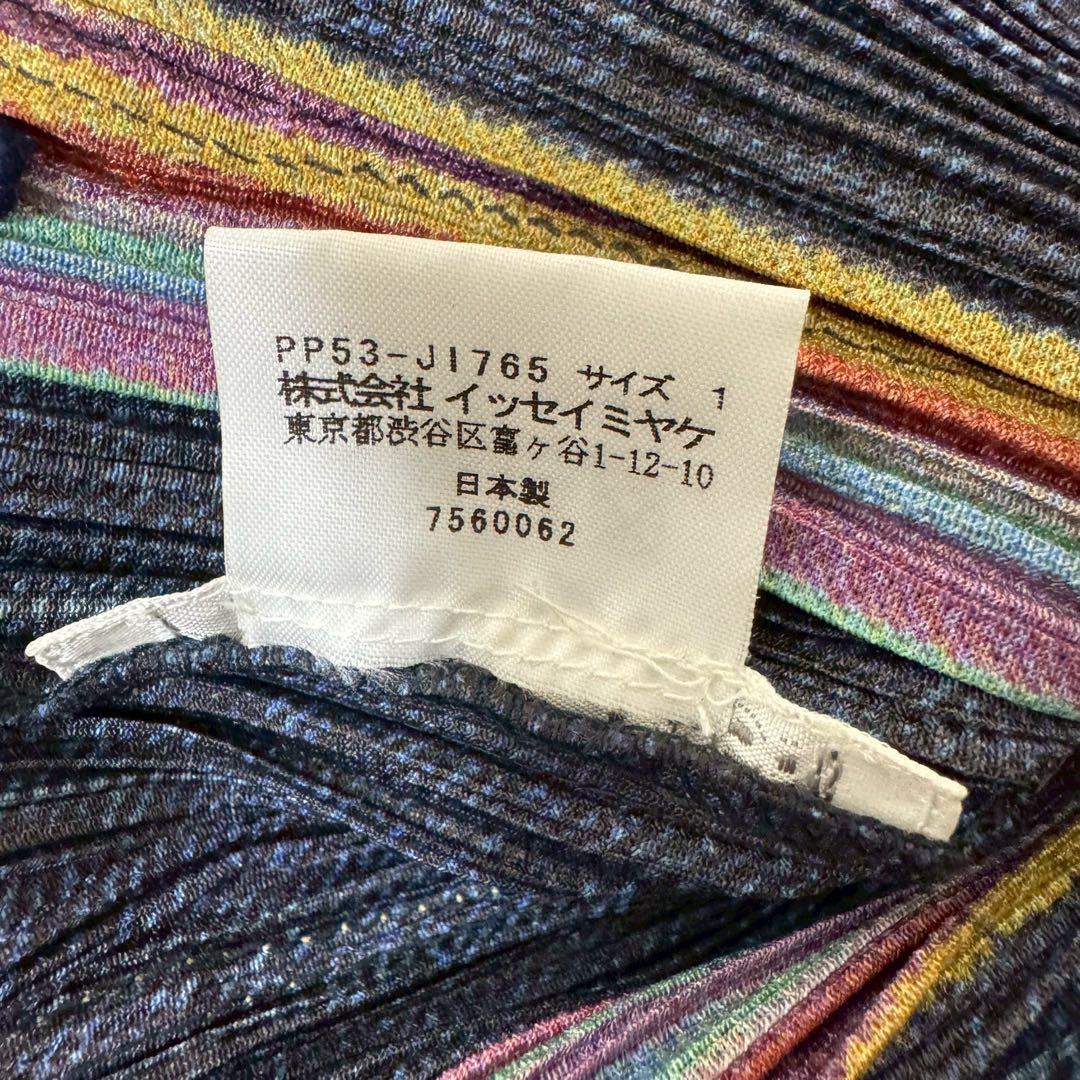 PP53-JI765 サイズ 1
株式会社イッセイミヤケ
東京都渋谷区富ヶ谷1-12-10
日本製
7560062